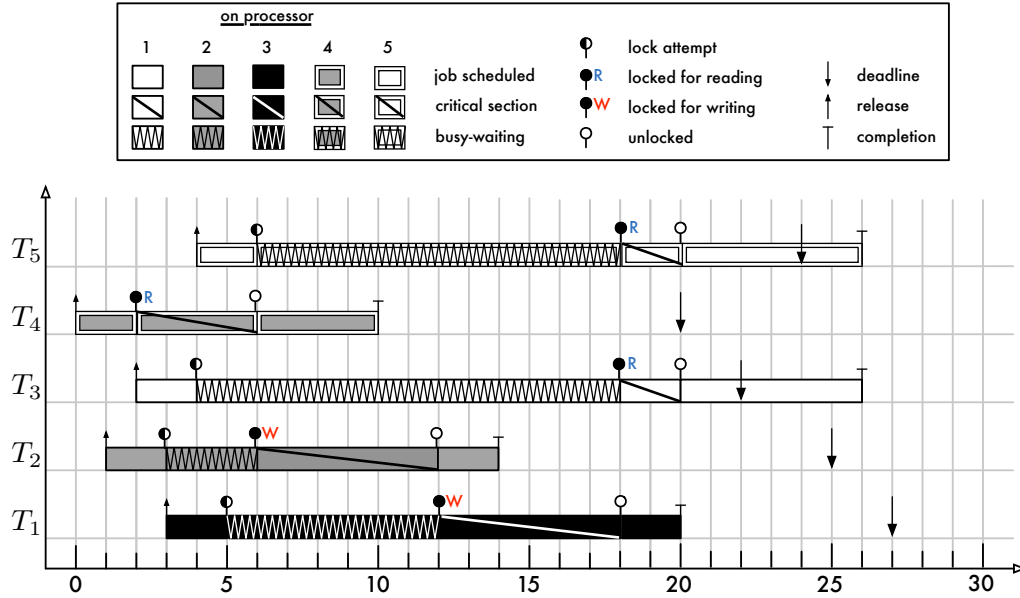 on processor
1 2 3 4 5
lock attempt
job scheduled R locked for reading deadline
critical section W locked for writing release
busy-waiting unlocked completion
T5 R
T4 R
T3 R
T2 W
T1 W
0 5 10 15 20 25 30